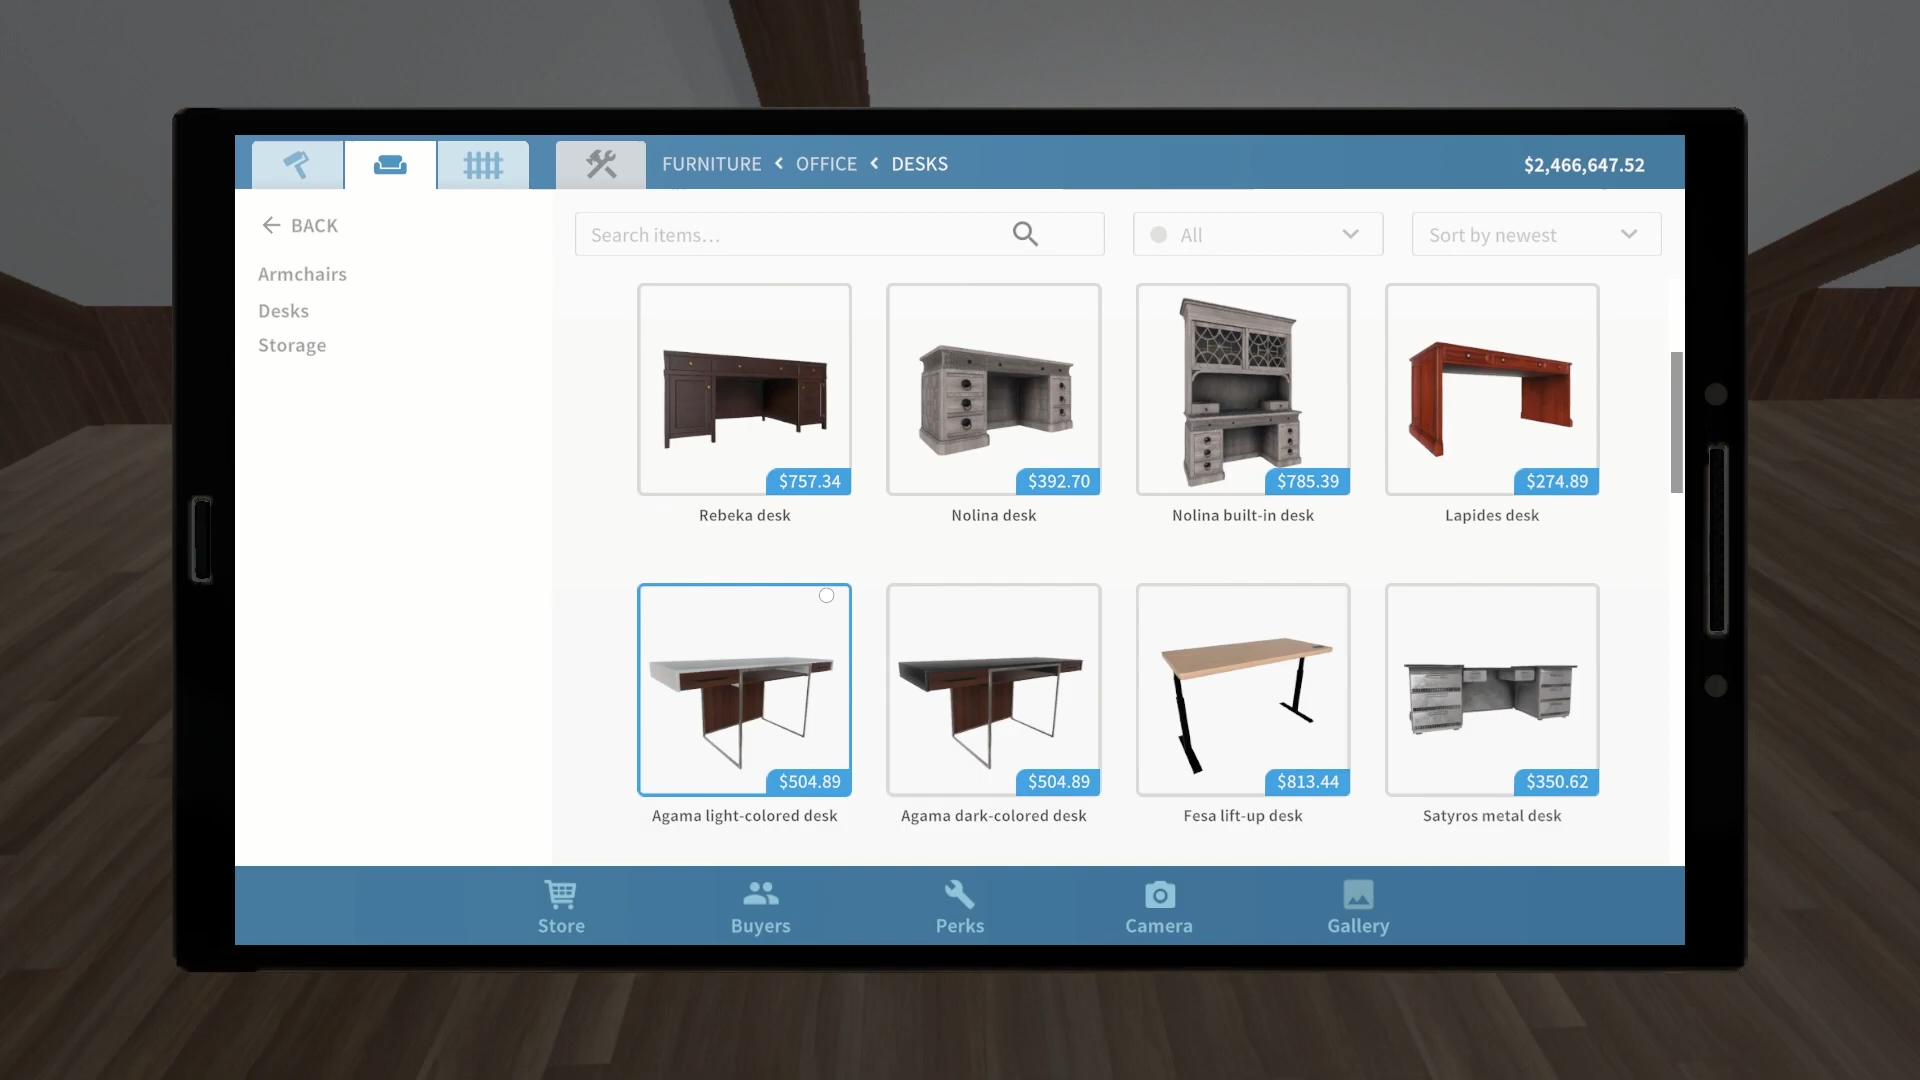 FURNITURE < OFFICE < DESKS
$2,466,647.52
BACK
Armchairs
Desks
Storage
Search items...
All
Sort by newest
$757.34
$392.70
$785.39
$274.89
Rebeka desk
Nolina desk
Nolina built-in desk
Lapides desk
$504.89
$504.89
$813.44
$350.62
Agama light-colored desk
Agama dark-colored desk
Fesa lift-up desk
Satyros metal desk
Store
Buyers
Perks
Camera
Gallery